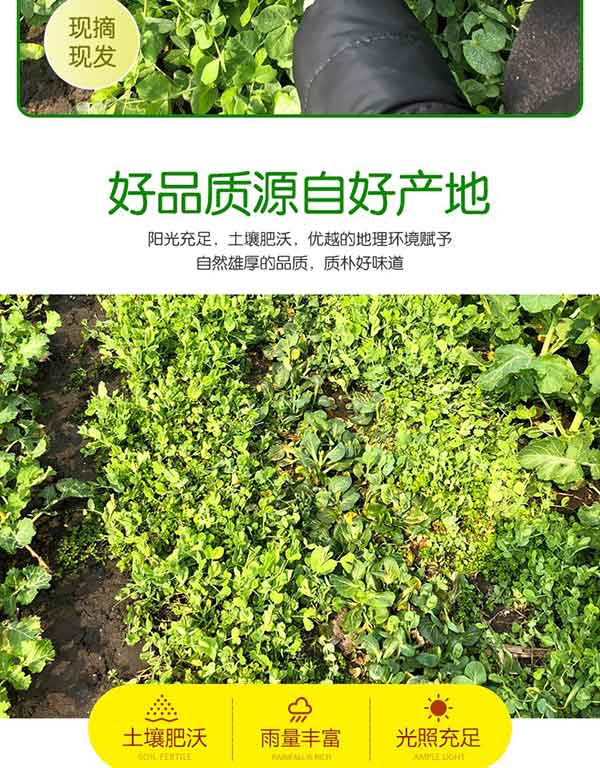 现摘
现发
好品质源自好产地
阳光充足，土壤肥沃，优越的地理环境赋予
自然雄厚的品质，质朴好味道
土壤肥沃 雨量丰富 光照充足
SOIL FERTILE RAINFALL IS RICH AMPLE LIGHT